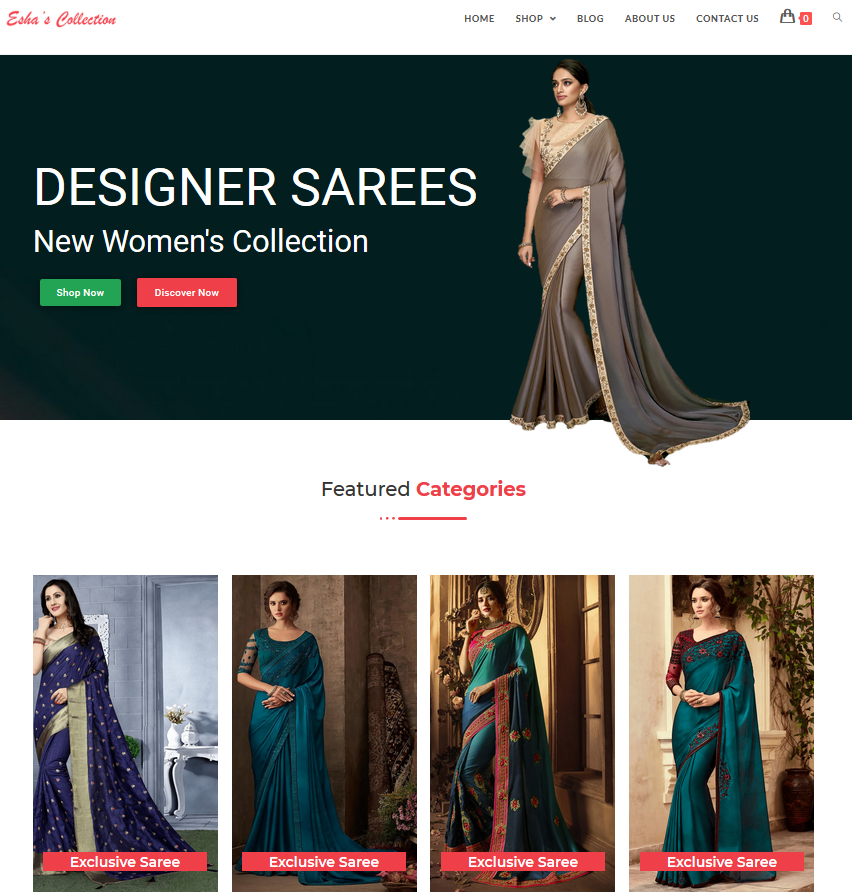 Esha's Collection
HOME SHOP BLOG ABOUT US CONTACT US 0
DESIGNER SAREES
New Women's Collection
Shop Now Discover Now
Featured Categories
Exclusive Saree Exclusive Saree Exclusive Saree Exclusive Saree